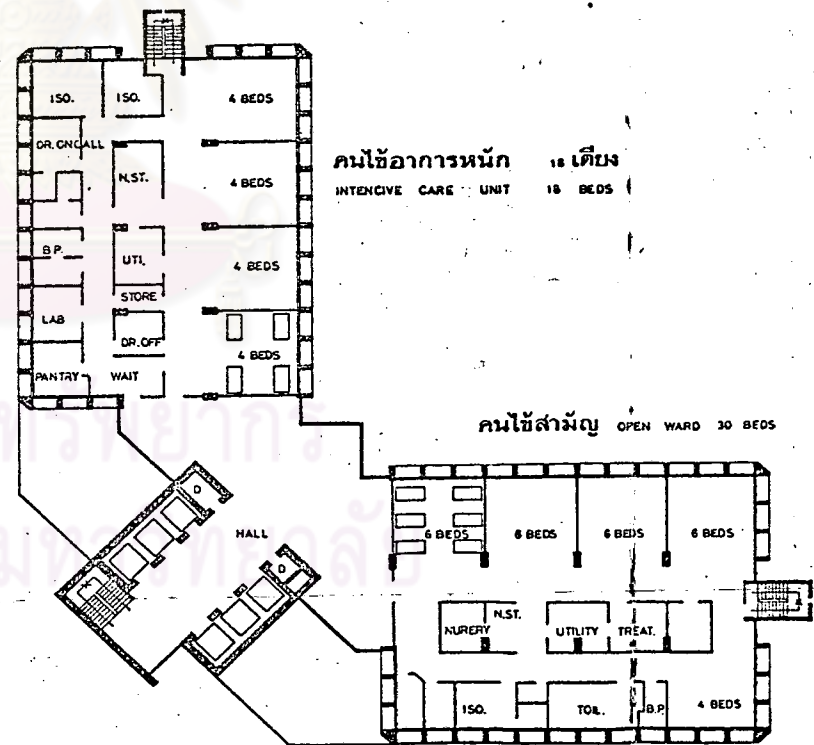 ISO.
ISO.
4 BEDS
DR. ONCALL
N.ST.
4 BEDS
B.P.
UTI.
4 BEDS
STORE
LAB
DR. OFF
4 BEDS
PANTRY
WAIT
คนไข้อาการหนัก 18 เตียง
INTENCIVE CARE UNIT 18 BEDS
คนไข้สามัญ OPEN WARD 30 BEDS
D
HALL
D
6 BEDS
6 BEDS
6 BEDS
6 BEDS
N.ST.
NURERY
UTILITY
TREAT.
ISO.
TOIL.
B.P.
4 BEDS